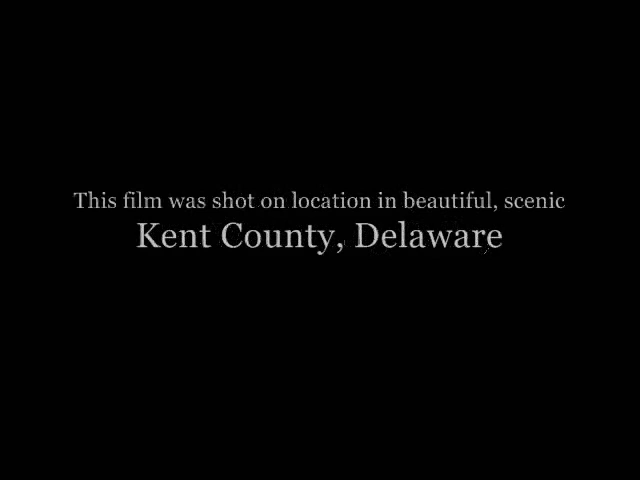 This film was shot on location in beautiful, scenic
Kent County, Delaware